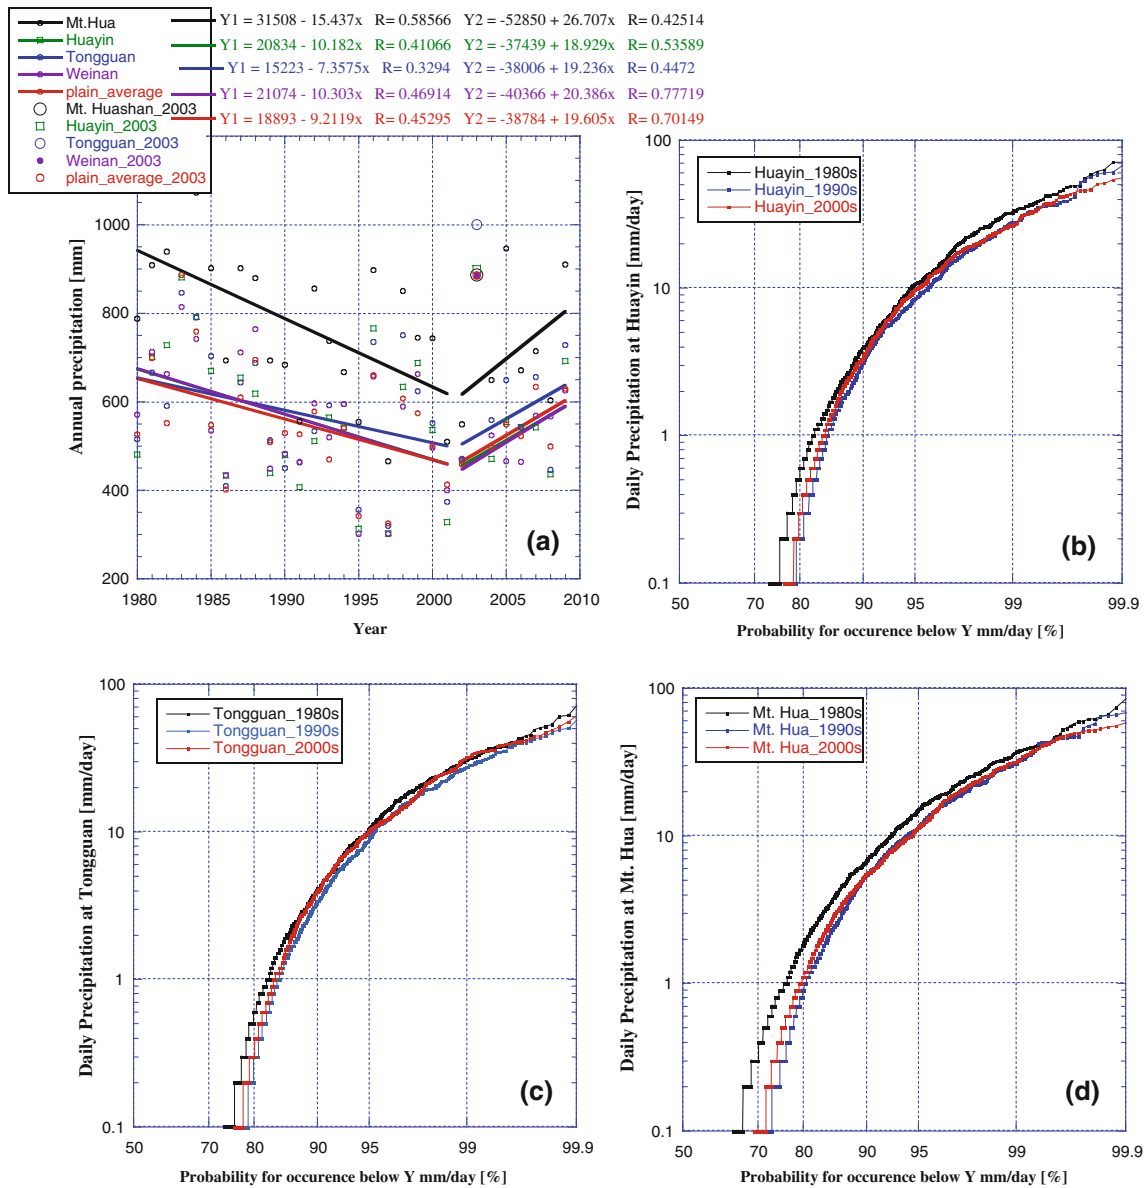 Mt.Hua
Huayin
Tongguan
Weinan
plain_average
Mt. Huashan_2003
Huayin_2003
Tongguan_2003
Weinan_2003
plain_average_2003
Y1 = 31508 - 15.437x R= 0.58566 Y2 = -52850 + 26.707x R= 0.42514
Y1 = 20834 - 10.182x R= 0.41066 Y2 = -37439 + 18.929x R= 0.53589
Y1 = 15223 - 7.3575x R= 0.3294 Y2 = -38006 + 19.236x R= 0.4472
Y1 = 21074 - 10.303x R= 0.46914 Y2 = -40366 + 20.386x R= 0.77719
Y1 = 18893 - 9.2119x R= 0.45295 Y2 = -38784 + 19.605x R= 0.70149
Annual precipitation [mm]
1000
800
600
400
200
1980 1985 1990 1995 2000 2005 2010
Year
(a)
Huayin_1980s
Huayin_1990s
Huayin_2000s
Daily Precipitation at Huayin [mm/day]
100
10
1
0.1
50 70 80 90 95 99 99.9
Probability for occurence below Y mm/day [%]
(b)
Tongguan_1980s
Tongguan_1990s
Tongguan_2000s
Daily Precipitation at Tongguan [mm/day]
100
10
1
0.1
50 70 80 90 95 99 99.9
Probability for occurence below Y mm/day [%]
(c)
Mt. Hua_1980s
Mt. Hua_1990s
Mt. Hua_2000s
Daily Precipitation at Mt. Hua [mm/day]
100
10
1
0.1
50 70 80 90 95 99 99.9
Probability for occurence below Y mm/day [%]
(d)